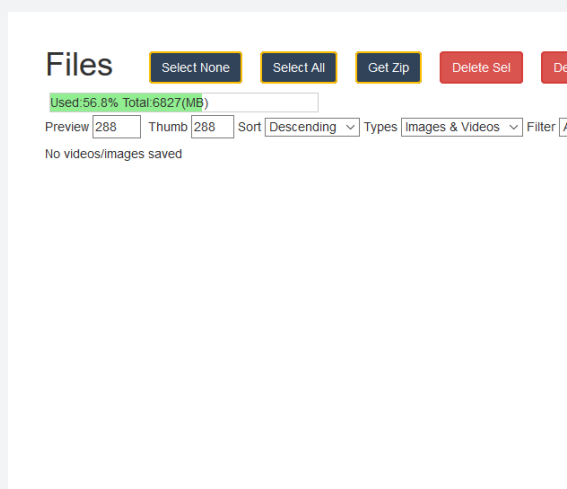 Files Select None Select All Get Zip Delete Sel
Used:56.8% Total:6827(MB)
Preview 288 Thumb 288 Sort Descending Types Images & Videos Filter
No videos/images saved